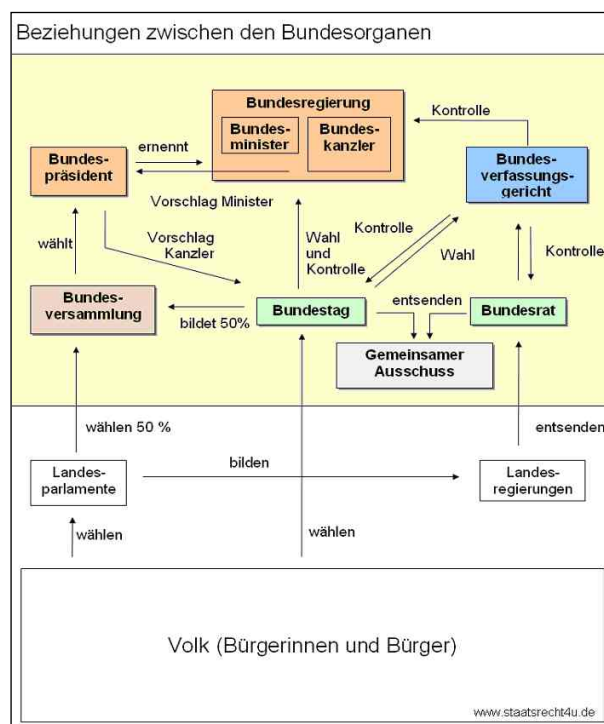 Beziehungen zwischen den Bundesorganen
Bundesregierung
Bundes-
minister
Bundes-
kanzler
Kontrolle
ernennt
Bundes-
präsident
Bundes-
verfassungs-
gericht
Vorschlag Minister
wählt
Vorschlag
Kanzler
Wahl
und
Kontrolle
Kontrolle
Wahl
Kontrolle
Bundes-
versammlung
bildet 50%
Bundestag
entsenden
Bundesrat
Gemeinsamer
Ausschuss
wählen 50 %
entsenden
Landes-
parlamente
bilden
Landes-
regierungen
wählen
wählen
Volk (Bürgerinnen und Bürger)
www.staatsrecht4u.de